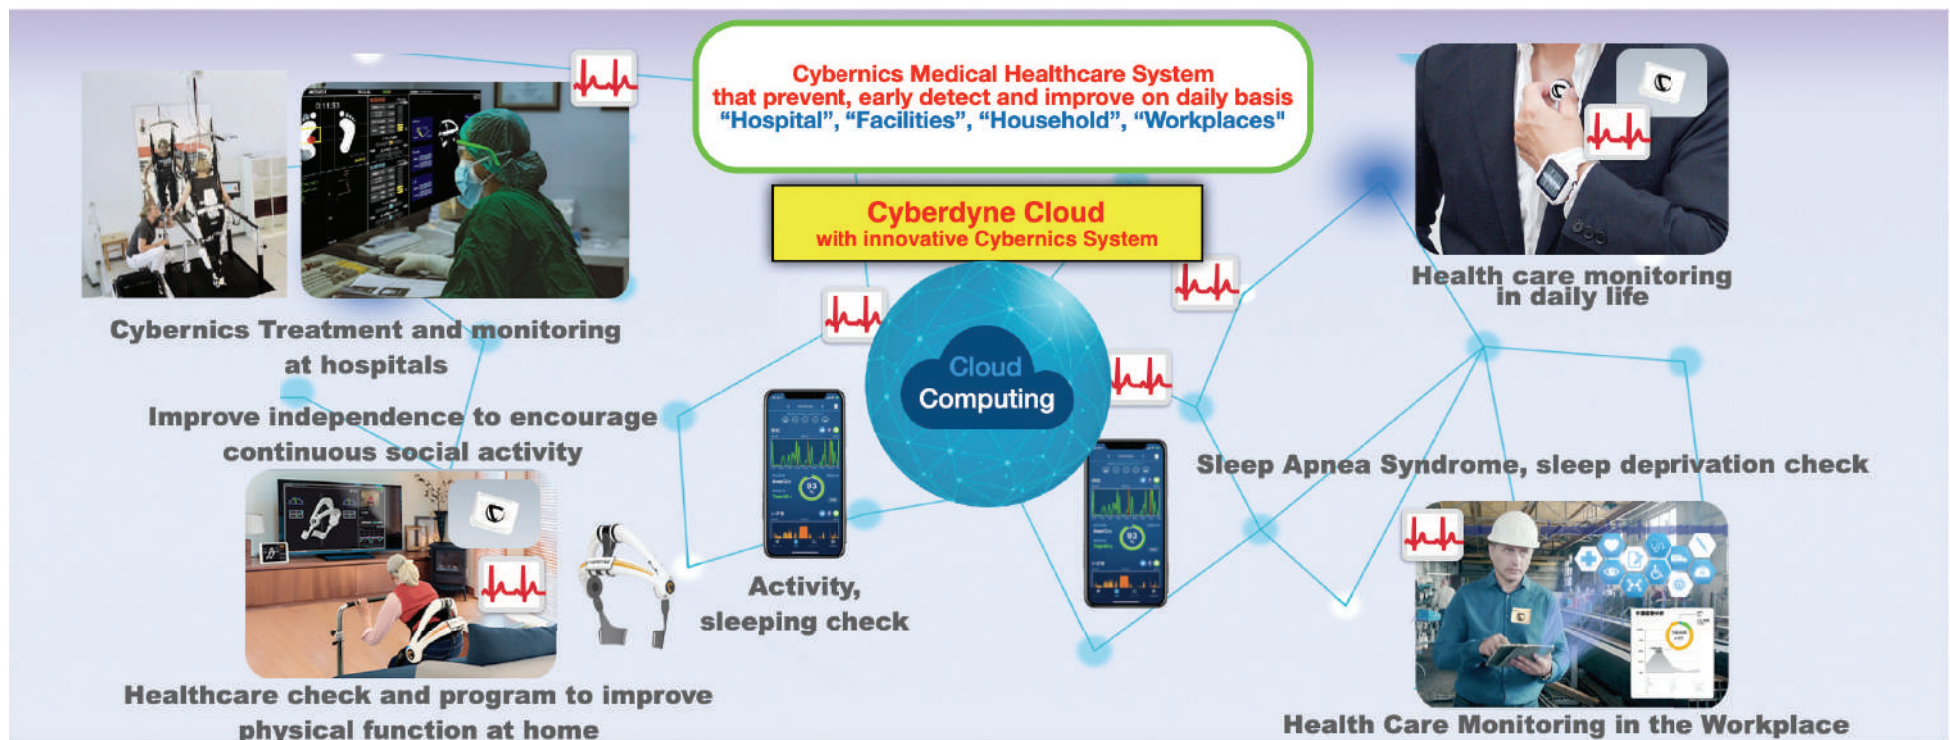 Cybernics Medical Healthcare System
that prevent, early detect and improve on daily basis
“Hospital”, “Facilities”, “Household”, “Workplaces"
Cyberdyne Cloud
with innovative Cybernics System
Cloud
Computing
Cybernics Treatment and monitoring
at hospitals
Improve independence to encourage
continuous social activity
Healthcare check and program to improve
physical function at home
Activity,
sleeping check
93
93
Health care monitoring
in daily life
Sleep Apnea Syndrome, sleep deprivation check
Health Care Monitoring in the Workplace